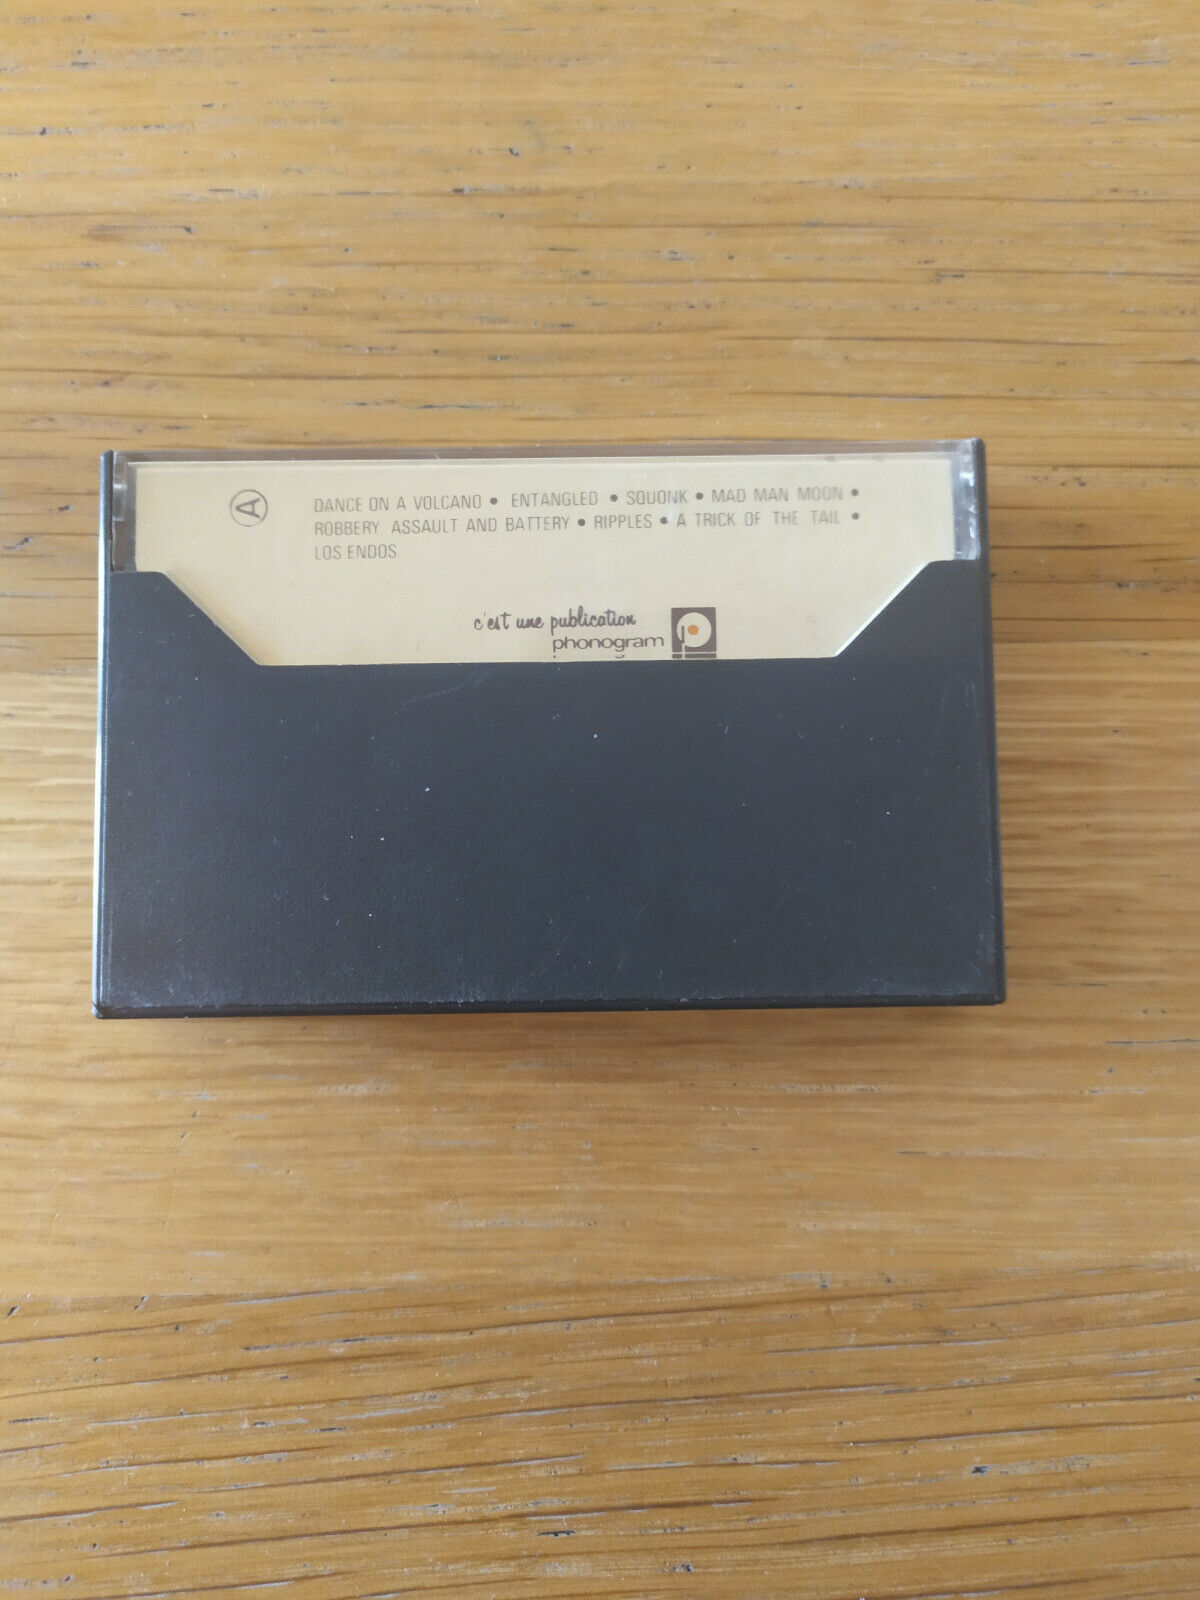 A
DANCE ON A VOLCANO • ENTANGLED • SQUONK • MAD MAN MOON •
ROBBERY, ASSAULT AND BATTERY • RIPPLES • A TRICK OF THE TAIL •
LOS ENDOS
c'est une publication
phonogram